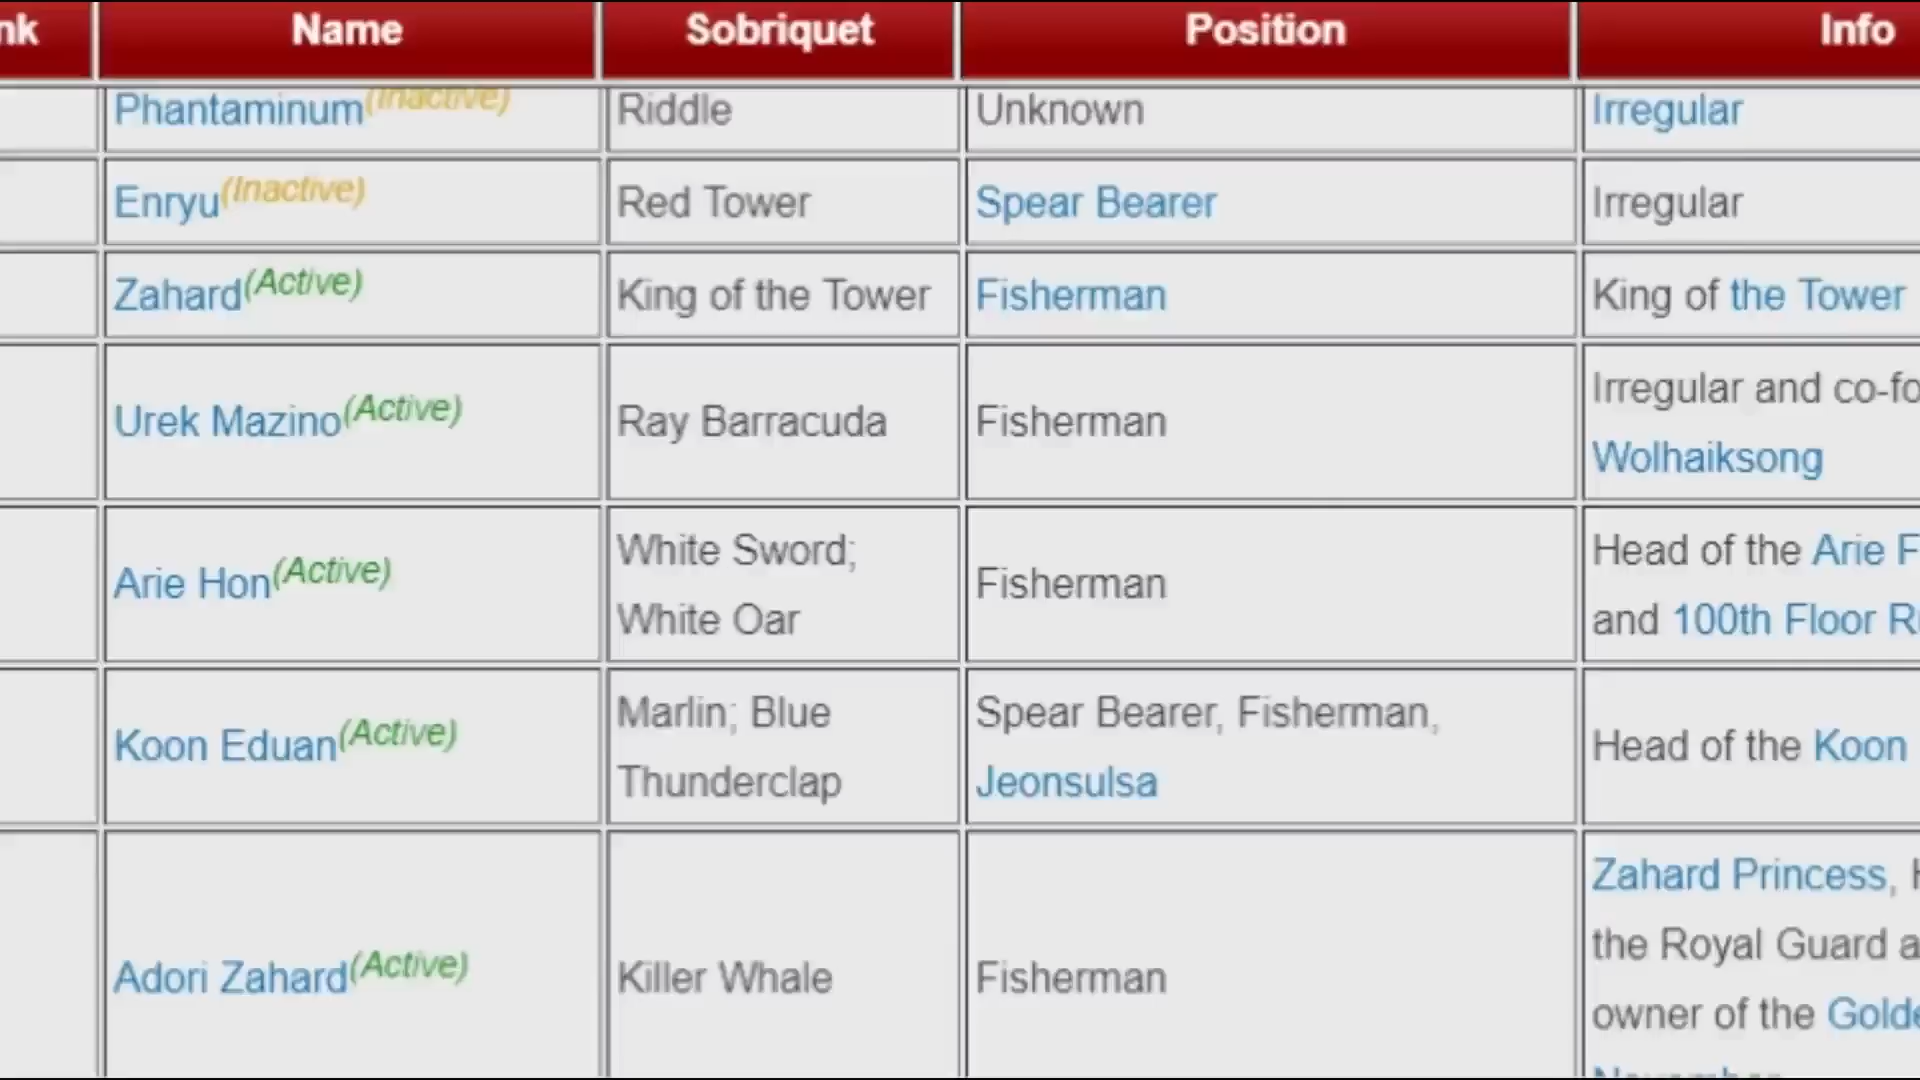 nk Name Sobriquet Position Info
Phantaminum(Inactive) Riddle Unknown Irregular
Enryu(Inactive) Red Tower Spear Bearer Irregular
Zahard(Active) King of the Tower Fisherman King of the Tower
Urek Mazino(Active) Ray Barracuda Fisherman Irregular and co-fo
Wolhaiksong
Arie Hon(Active) White Sword; Fisherman Head of the Arie F
White Oar and 100th Floor Ru
Koon Eduan(Active) Marlin; Blue Spear Bearer, Fisherman, Head of the Koon
Thunderclap Jeonsulsa
Adori Zahard(Active) Killer Whale Fisherman Zahard Princess, H
the Royal Guard a
owner of the Golde
November